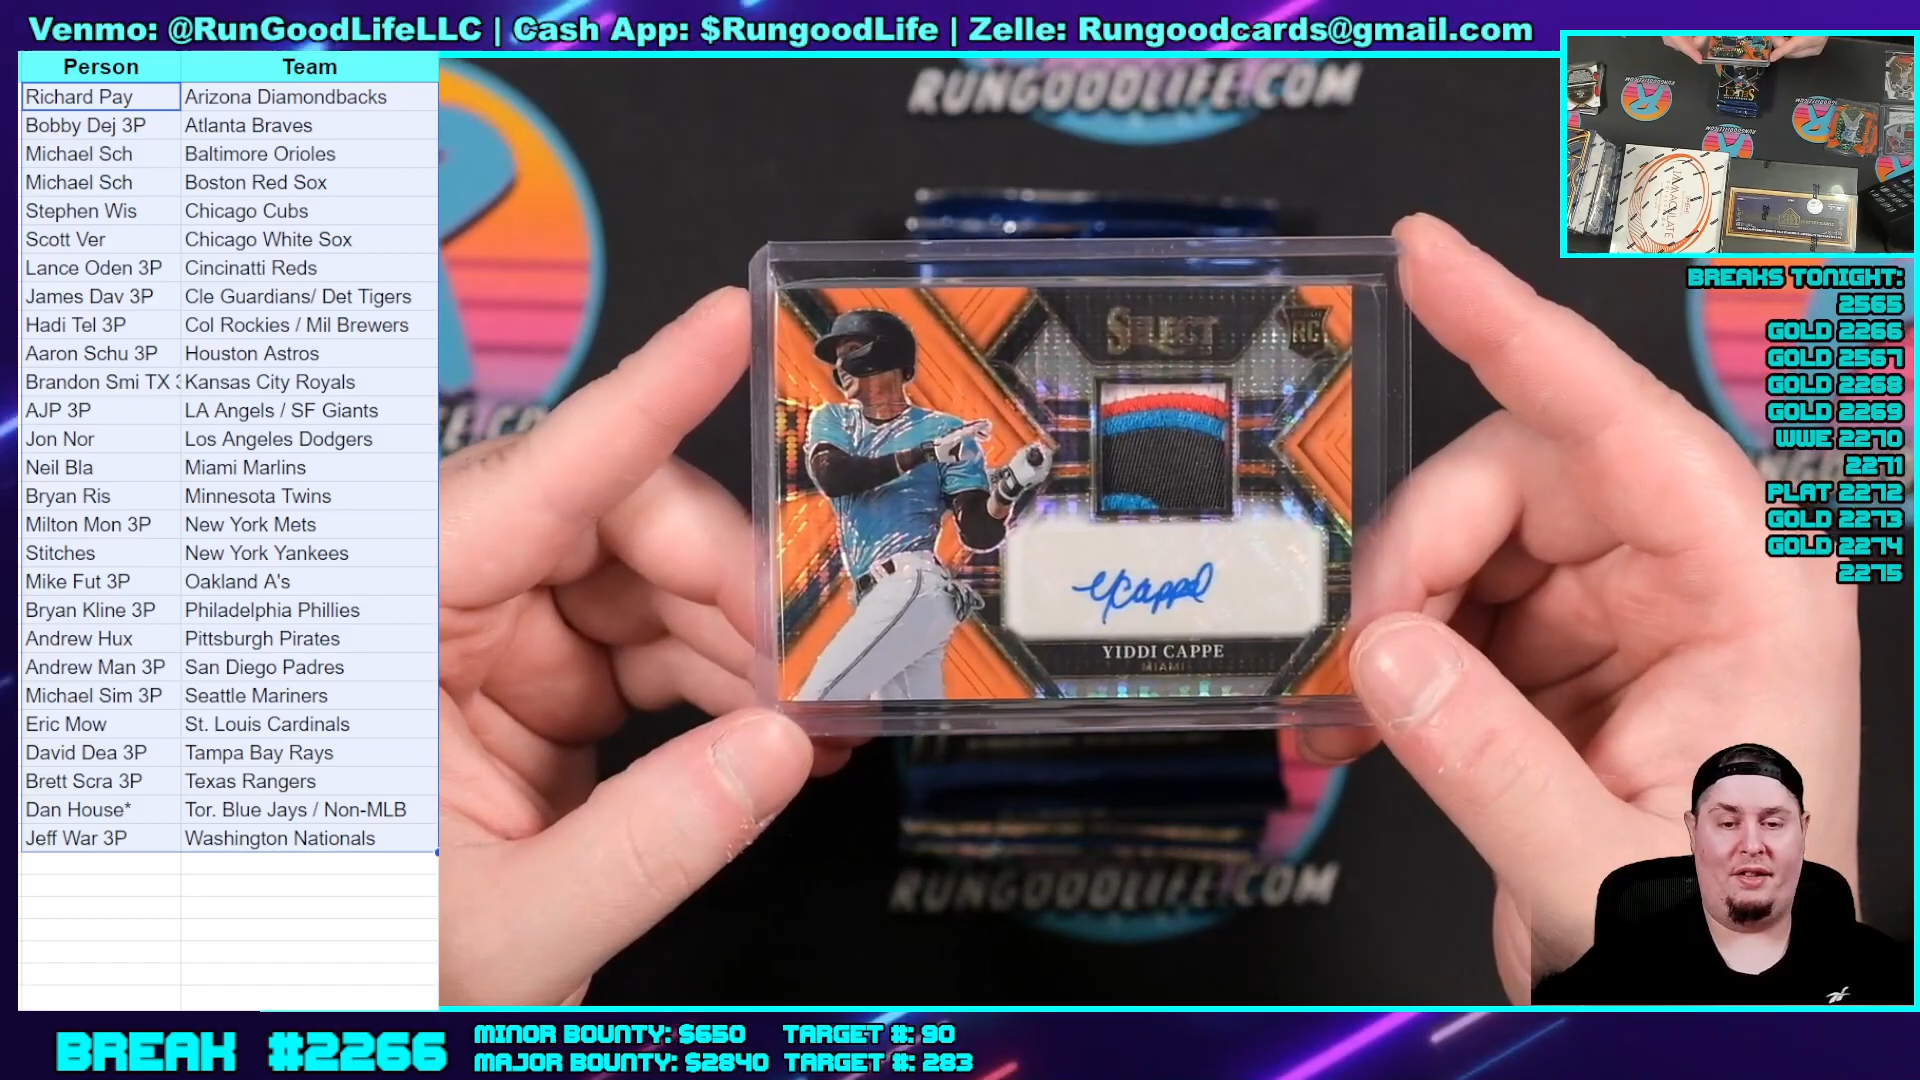 Venmo: @RunGoodLifeLLC | Cash App: $RungoodLife | Zelle: Rungoodcards@gmail.com
Person Team
Richard Pay Arizona Diamondbacks
Bobby Dej 3P Atlanta Braves
Michael Sch Baltimore Orioles
Michael Sch Boston Red Sox
Stephen Wis Chicago Cubs
Scott Ver Chicago White Sox
Lance Oden 3P Cincinatti Reds
James Dav 3P Cle Guardians/ Det Tigers
Hadi Tel 3P Col Rockies / Mil Brewers
Aaron Schu 3P Houston Astros
Brandon Smi TX Kansas City Royals
AJP 3P LA Angels / SF Giants
Jon Nor Los Angeles Dodgers
Neil Bla Miami Marlins
Bryan Ris Minnesota Twins
Milton Mon 3P New York Mets
Stitches New York Yankees
Mike Fut 3P Oakland A's
Bryan Kline 3P Philadelphia Phillies
Andrew Hux Pittsburgh Pirates
Andrew Man 3P San Diego Padres
Michael Sim 3P Seattle Mariners
Eric Mow St. Louis Cardinals
David Dea 3P Tampa Bay Rays
Brett Scra 3P Texas Rangers
Dan House* Tor. Blue Jays / Non-MLB
Jeff War 3P Washington Nationals
RUNGOODLIFE.COM
SELECT
RC
YCappe
YIDDI CAPPE
MIAMI
RUNGOODLIFE.COM
IMMACULATE
BREAKS TONIGHT:
2565
GOLD 2266
GOLD 2567
GOLD 2268
GOLD 2269
WWE 2270
2271
PLAT 2272
GOLD 2273
GOLD 2274
2275
BREAK #2266
MINOR BOUNTY: $650 TARGET #: 90
MAJOR BOUNTY: $2840 TARGET #: 283